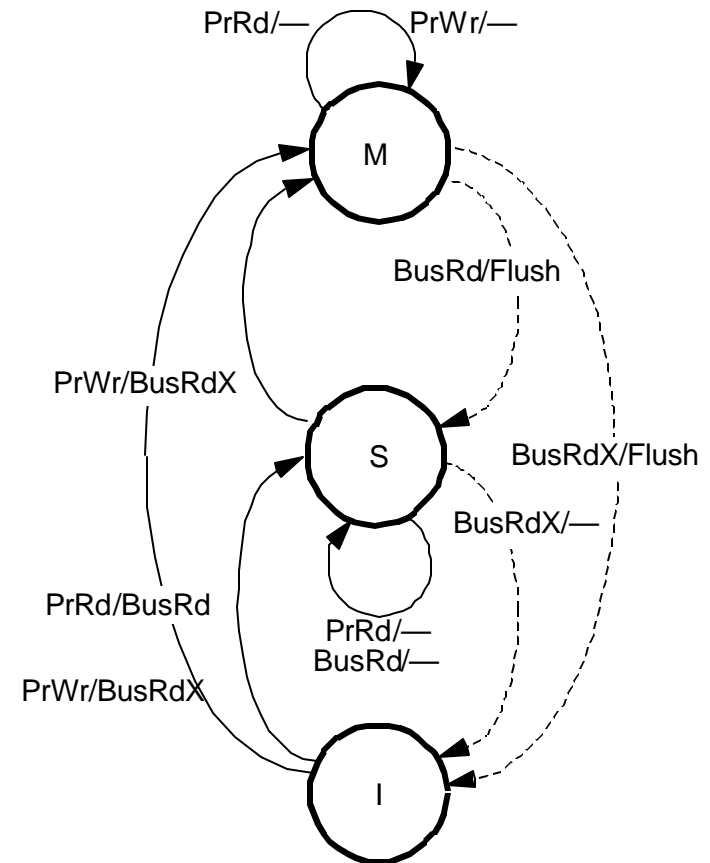 PrRd/— PrWr/—
M
BusRd/Flush
PrWr/BusRdX
S
BusRdX/Flush
BusRdX/—
PrRd/BusRd
PrRd/—
BusRd/—
PrWr/BusRdX
I